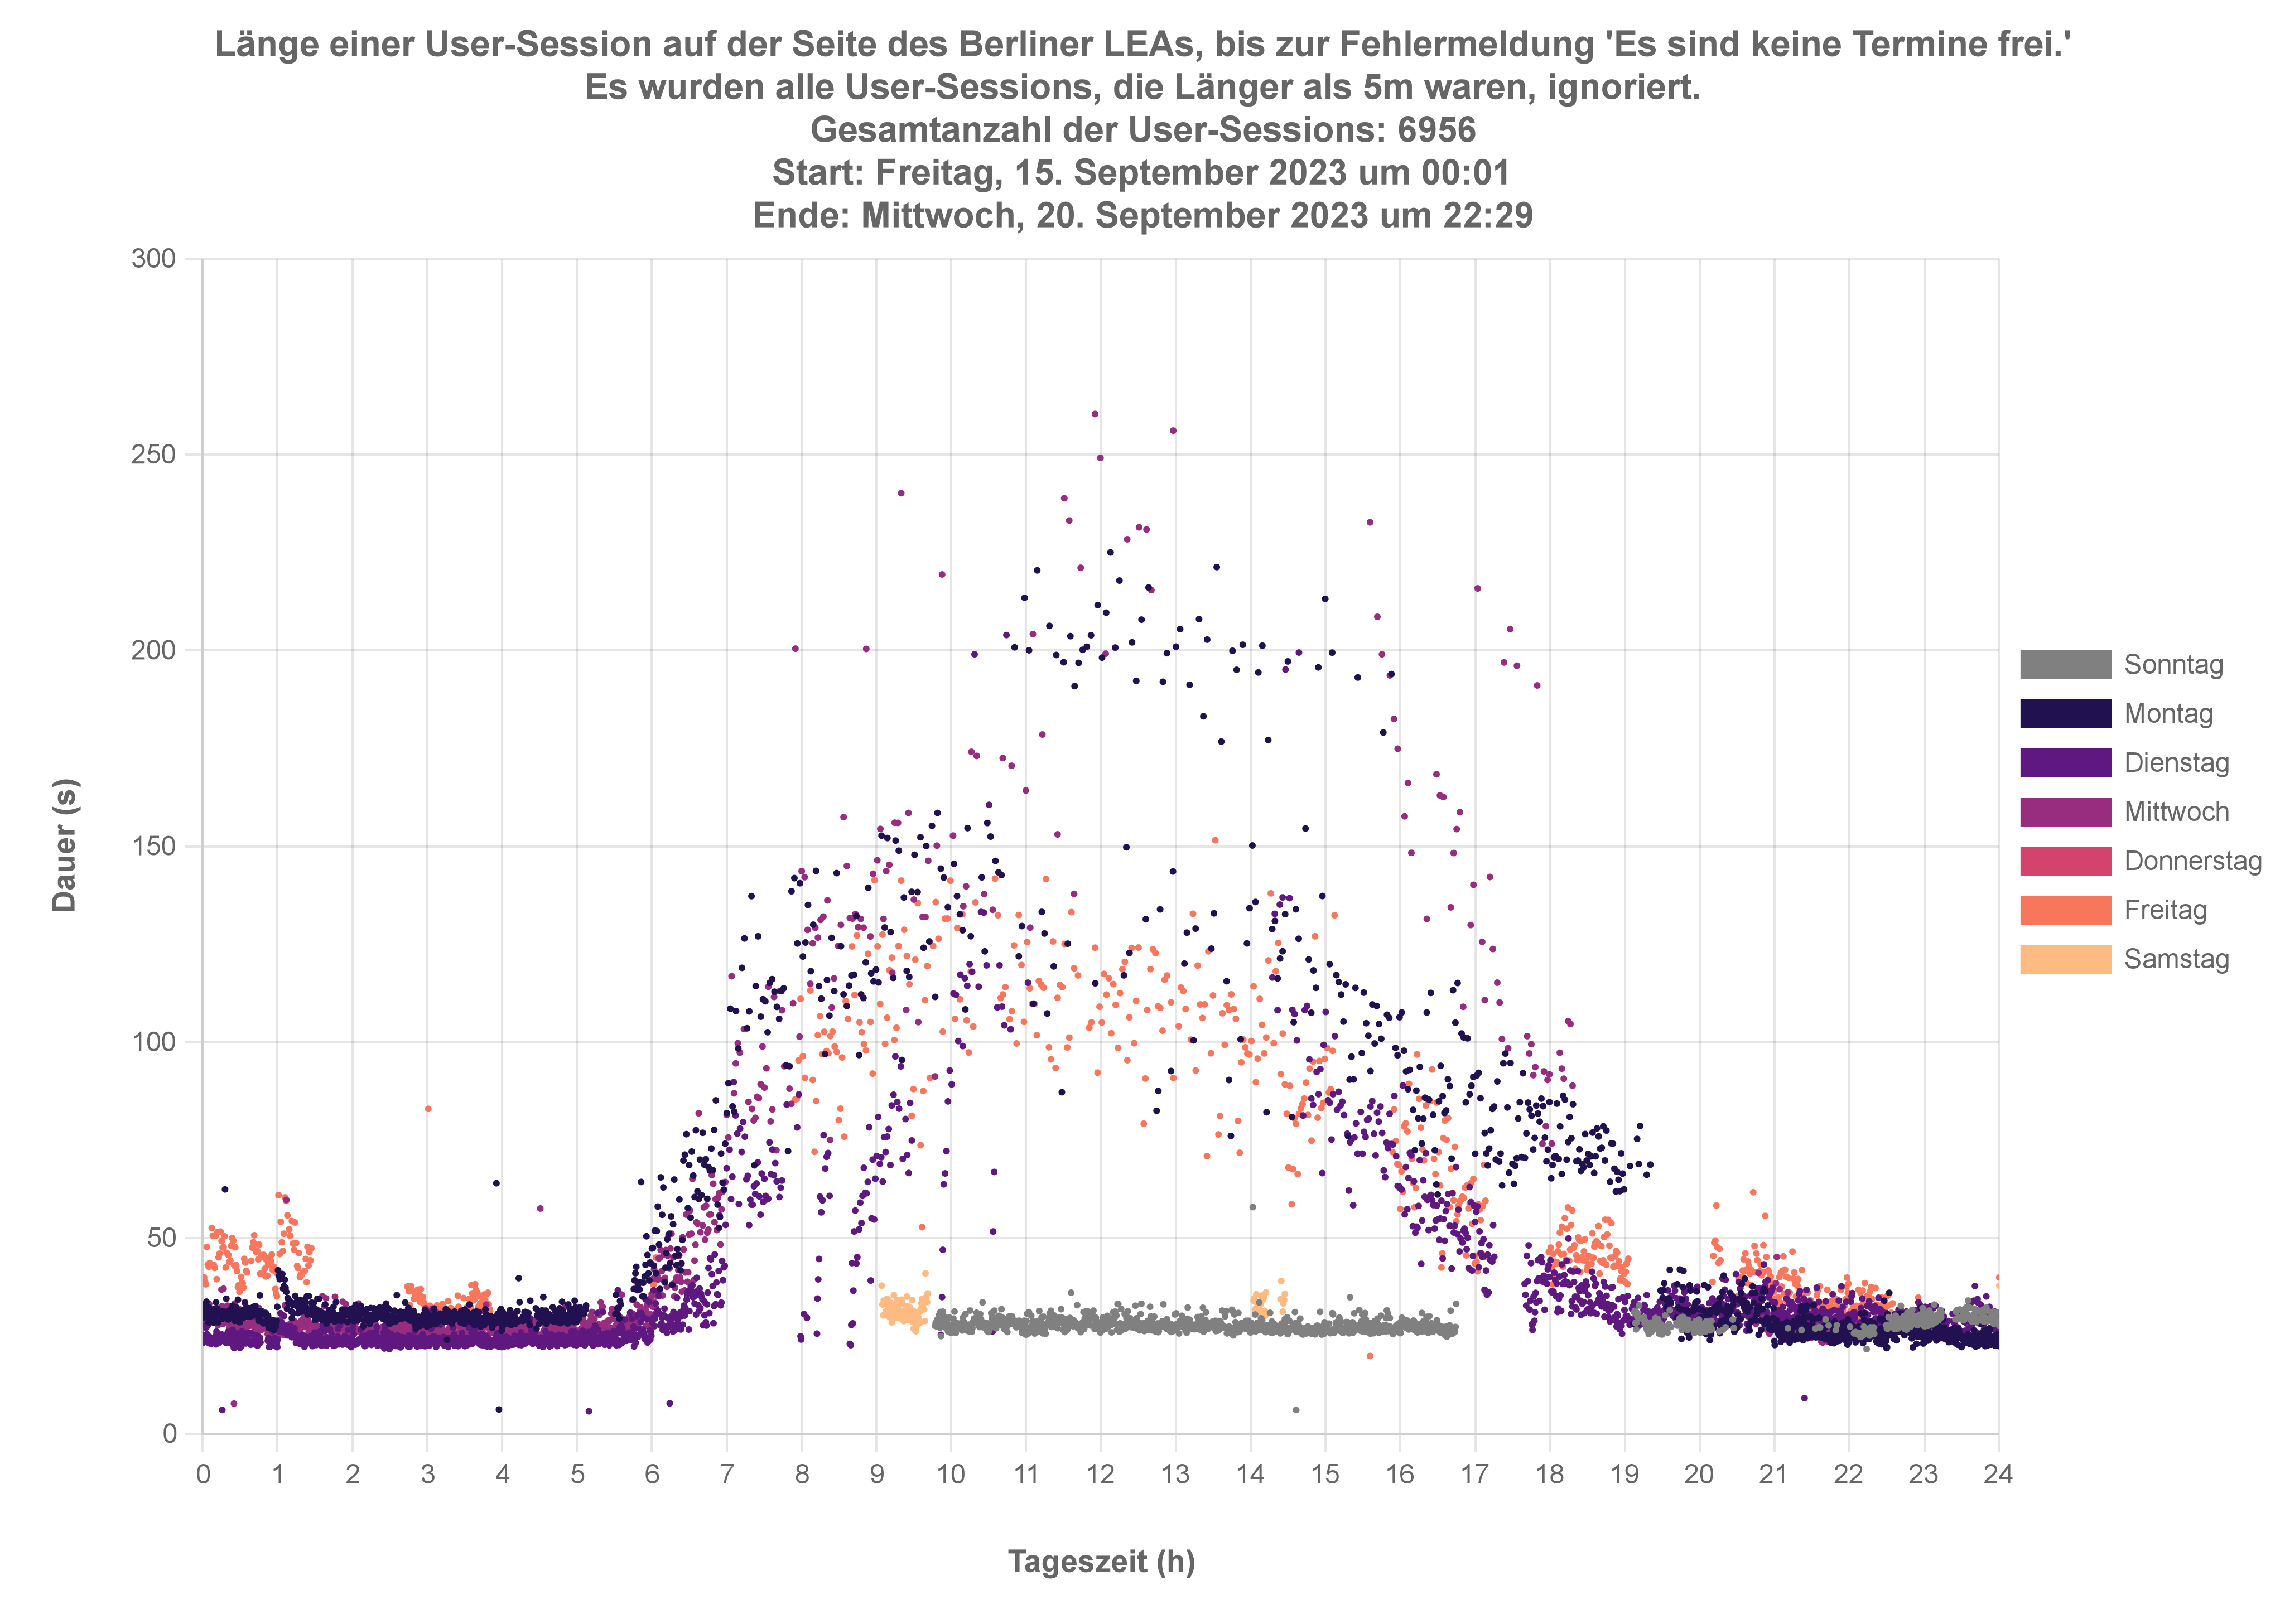 Länge einer User-Session auf der Seite des Berliner LEAs, bis zur Fehlermeldung 'Es sind keine Termine frei.'
Es wurden alle User-Sessions, die Länger als 5m waren, ignoriert.
Gesamtanzahl der User-Sessions: 6956
Start: Freitag, 15. September 2023 um 00:01
Ende: Mittwoch, 20. September 2023 um 22:29
300
250
200
150
100
50
0
Dauer (s)
0 1 2 3 4 5 6 7 8 9 10 11 12 13 14 15 16 17 18 19 20 21 22 23 24
Tageszeit (h)
Sonntag
Montag
Dienstag
Mittwoch
Donnerstag
Freitag
Samstag